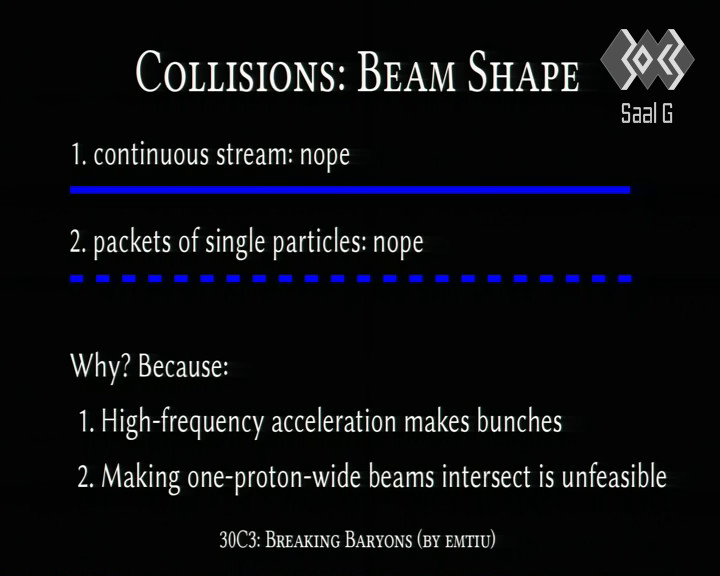 Collisions: Beam Shape
Saal G
1. continuous stream: nope
2. packets of single particles: nope
Why? Because:
1. High-frequency acceleration makes bunches
2. Making one-proton-wide beams intersect is unfeasible
30C3: Breaking Baryons (by emtiu)